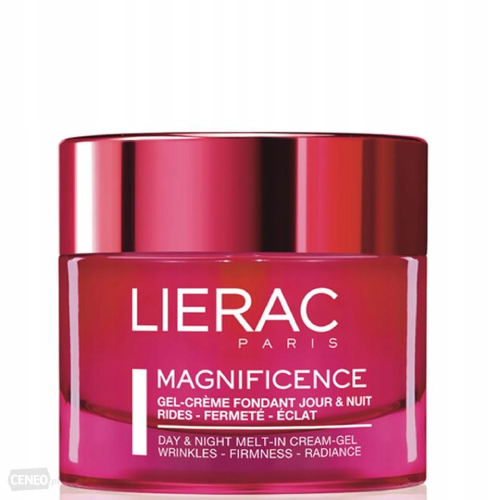 LIERAC
PARIS
MAGNIFICENCE
GEL-CRÈME FONDANT JOUR & NUIT
RIDES - FERMETÉ - ÉCLAT
DAY & NIGHT MELT-IN CREAM-GEL
WRINKLES - FIRMNESS - RADIANCE
CENEO